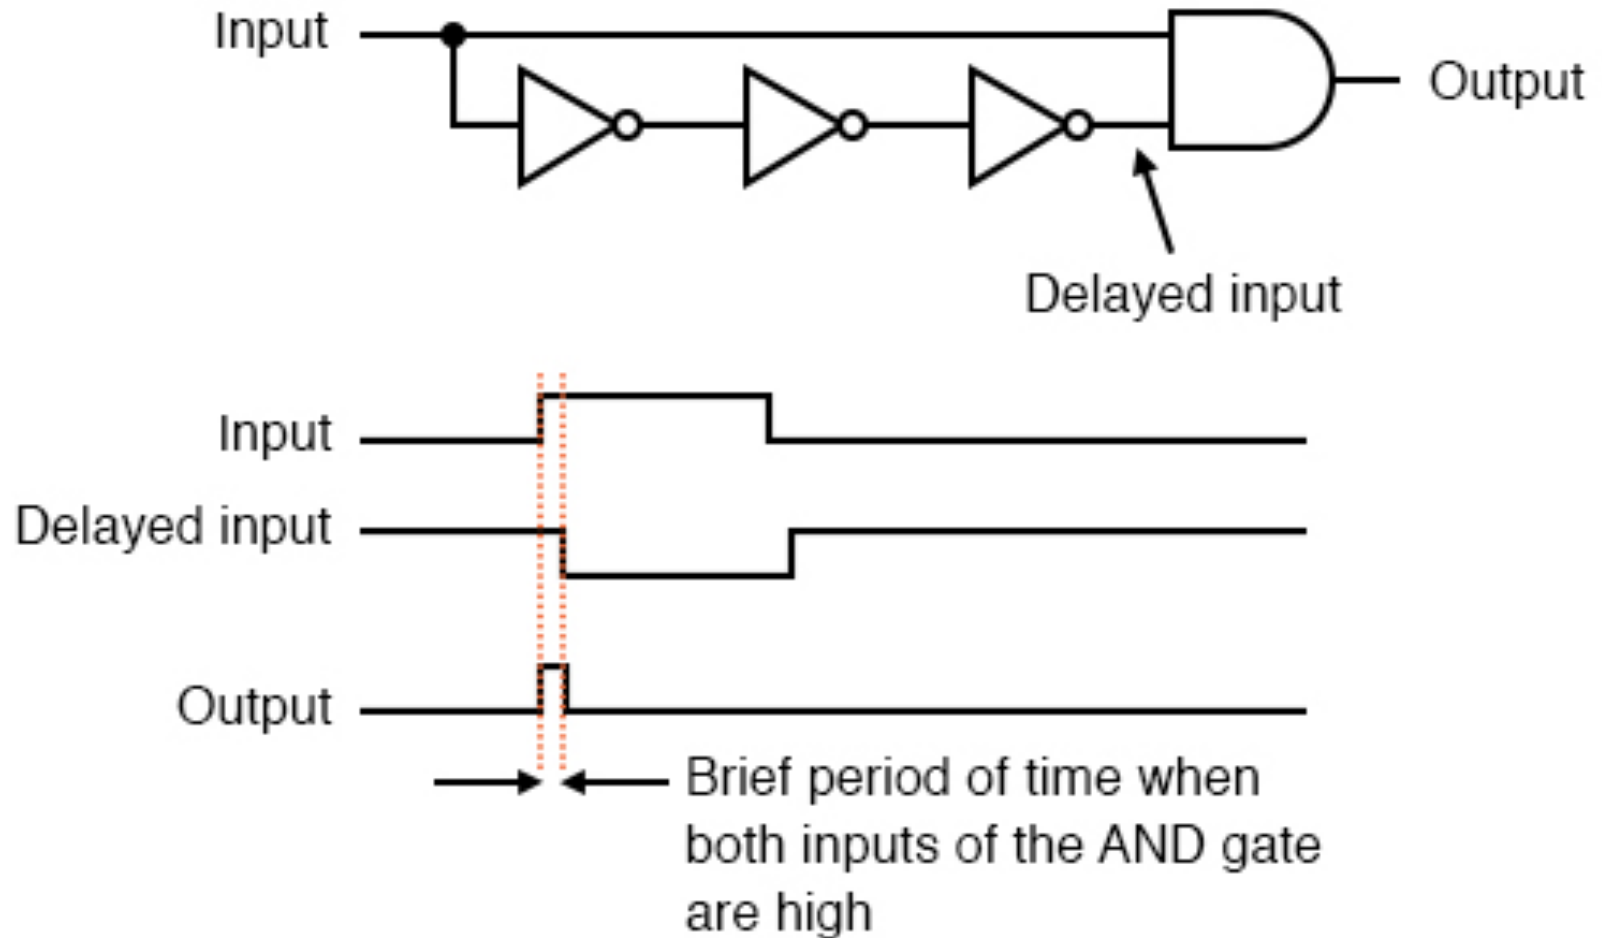 Input
Output
Delayed input
Input
Delayed input
Output
Brief period of time when
both inputs of the AND gate
are high